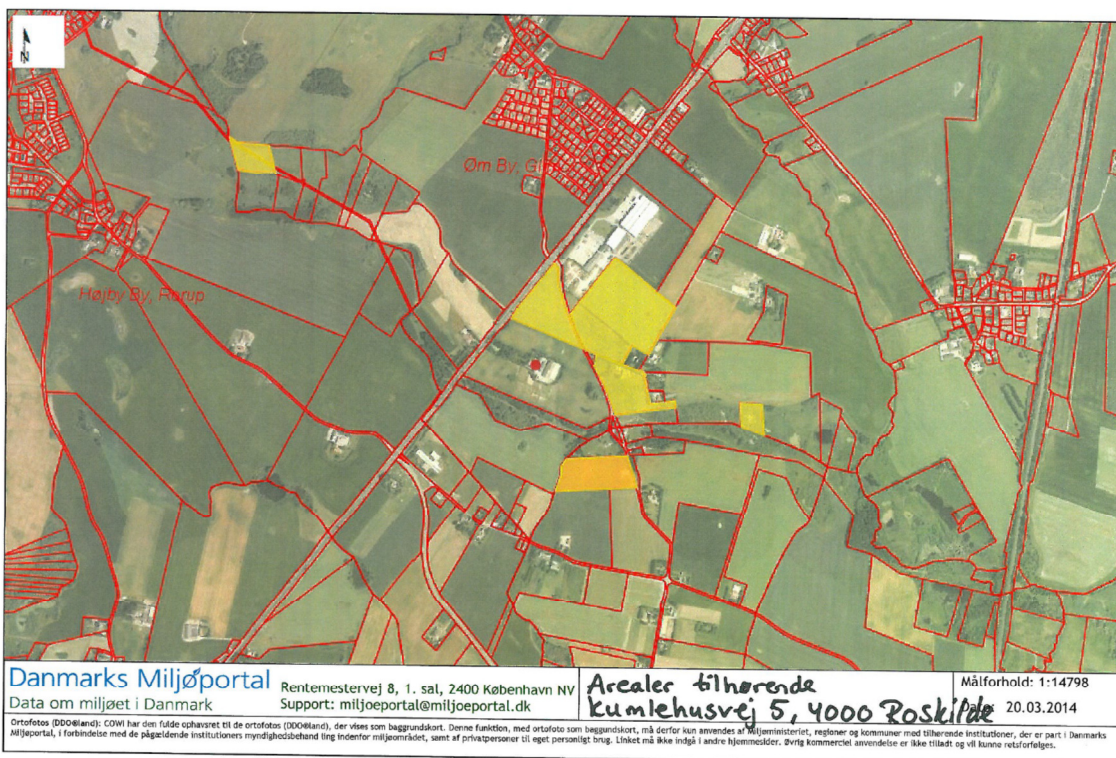 N
Øm By, Gl
Højby By, Rorup
Danmarks Miljøportal
Data om miljøet i Danmark
Rentemestervej 8, 1. sal, 2400 København NV
Support: miljoeportal@miljoeportal.dk
Arealer tilhørende
Kumlehusvej 5, 4000 Roskilde
Målforhold: 1:14798
Dato: 20.03.2014
Ortofotos (DDO®land): COWI har den fulde ophavsret til de ortofotos (DDO®land), der vises som baggrundskort. Denne funktion, med ortofoto som baggrundskort, må derfor kun anvendes af Miljøministeriet, regioner og kommuner med tilhørende institutioner, der er part i Danmarks
Miljøportal, i forbindelse med de pågældende institutioners myndighedsbehand ling indenfor miljøområdet, samt af privatpersoner til eget personligt brug. Linket må ikke indgå i andre hjemmesider. Øvrig kommerciel anvendelse er ikke tilladt og vil kunne retsforfølges.